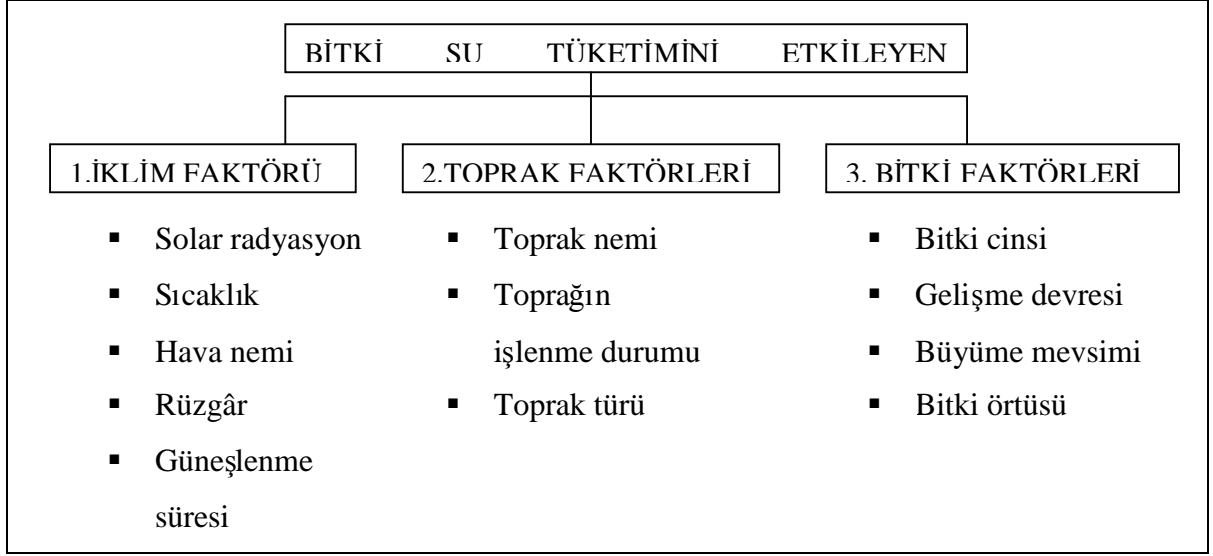 BİTKİ SU TÜKETİMİNİ ETKİLEYEN
1.İKLİM FAKTÖRÜ
▪ Solar radyasyon
▪ Sıcaklık
▪ Hava nemi
▪ Rüzgâr
▪ Güneşlenme
süresi
2.TOPRAK FAKTÖRLERİ
▪ Toprak nemi
▪ Toprağın
işlenme durumu
▪ Toprak türü
3. BİTKİ FAKTÖRLERİ
▪ Bitki cinsi
▪ Gelişme devresi
▪ Büyüme mevsimi
▪ Bitki örtüsü